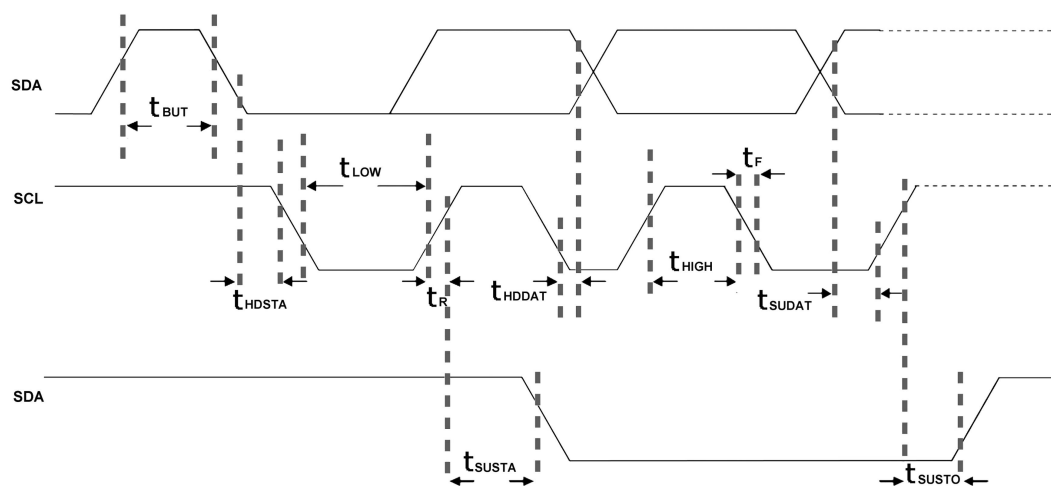 SDA
tBUT
tLOW
tF
SCL
tHDSTA
tR
tHDDAT
tHIGH
tSUDAT
SDA
tSUSTA
tSUSTO